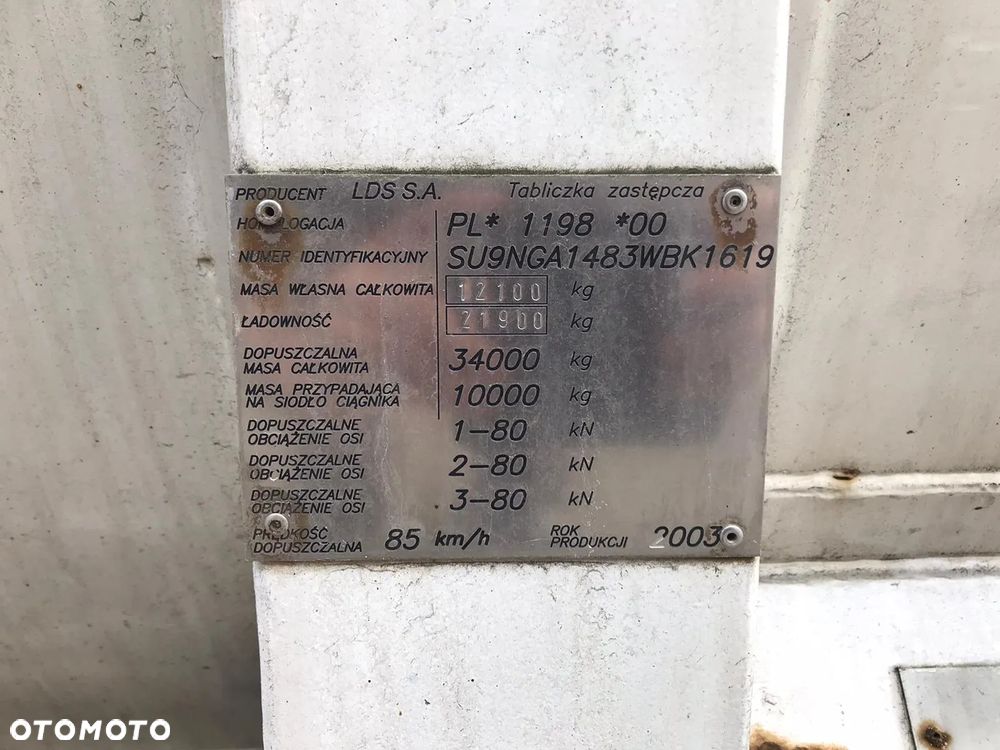 PRODUCENT LDS S.A. Tabliczka zastępcza
HOMOLOGACJA PL* 1198 *00
NUMER IDENTYFIKACYJNY SU9NGA1483WBK1619
MASA WŁASNA CAŁKOWITA 12100 kg
ŁADOWNOŚĆ 21900 kg
DOPUSZCZALNA
MASA CAŁKOWITA 34000 kg
MASA PRZYPADAJĄCA
NA SIODŁO CIĄGNIKA 10000 kg
DOPUSZCZALNE
OBCIĄŻENIE OSI 1-80 kN
DOPUSZCZALNE
OBCIĄŻENIE OSI 2-80 kN
DOPUSZCZALNE
OBCIĄŻENIE OSI 3-80 kN
PRĘDKOŚĆ
DOPUSZCZALNA 85 km/h
ROK
PRODUKCJI 2003
OTOMOTO